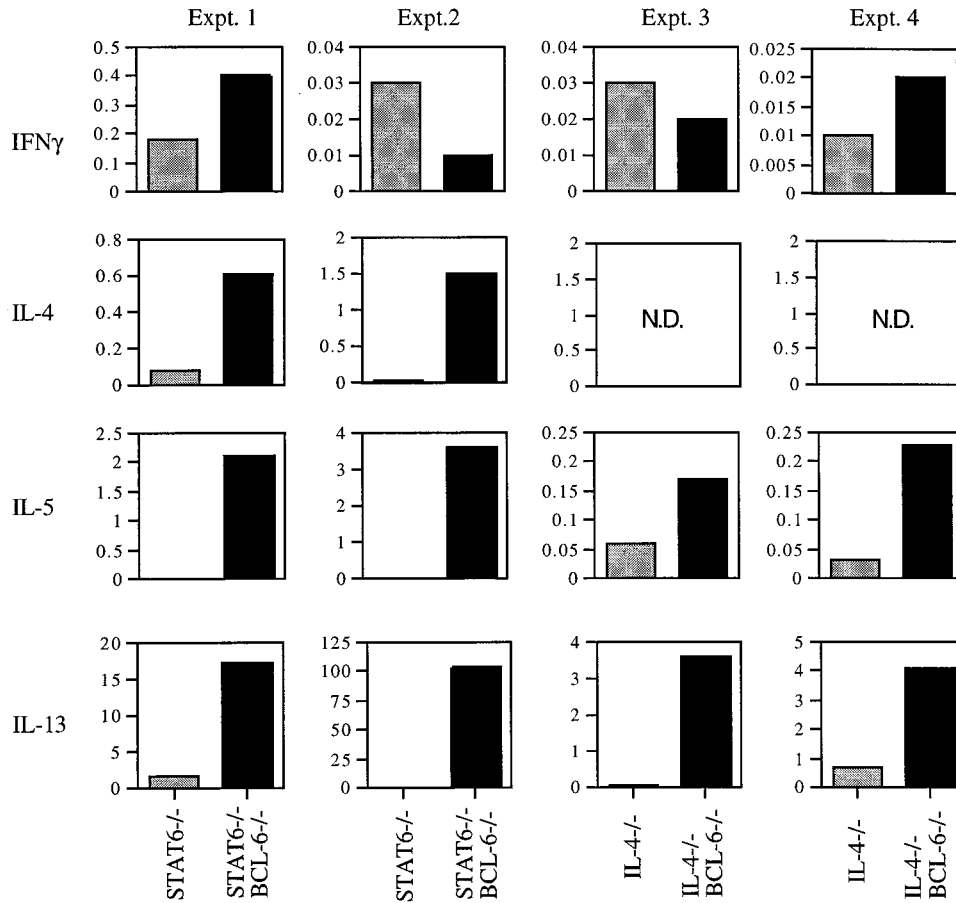 Expt. 1 Expt.2 Expt. 3 Expt. 4
IFNγ
0.5 0.4 0.3 0.2 0.1 0
0.04 0.03 0.02 0.01 0
0.04 0.03 0.02 0.01 0
0.025 0.02 0.015 0.01 0.005 0
IL-4
0.8 0.6 0.4 0.2 0
2 1.5 1 0.5 0
2 1.5 1 0.5 0
N.D.
2 1.5 1 0.5 0
N.D.
IL-5
2.5 2 1.5 1 0.5 0
4 3 2 1 0
0.25 0.2 0.15 0.1 0.05 0
0.25 0.2 0.15 0.1 0.05 0
IL-13
20 15 10 5 0
125 100 75 50 25 0
4 3 2 1 0
5 4 3 2 1 0
STAT6-/-
STAT6-/-
BCL-6-/-
STAT6-/-
STAT6-/-
BCL-6-/-
IL-4-/-
IL-4-/-
BCL-6-/-
IL-4-/-
IL-4-/-
BCL-6-/-